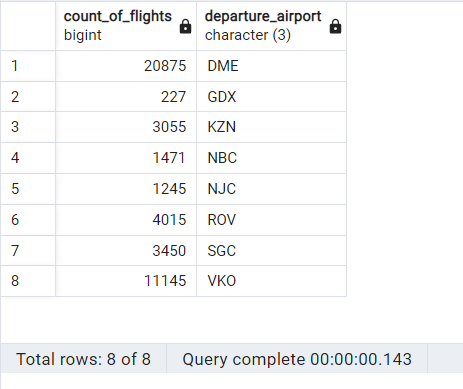 count_of_flights departure_airport
bigint character (3)
1 20875 DME
2 227 GDX
3 3055 KZN
4 1471 NBC
5 1245 NJC
6 4015 ROV
7 3450 SGC
8 11145 VKO
Total rows: 8 of 8 Query complete 00:00:00.143